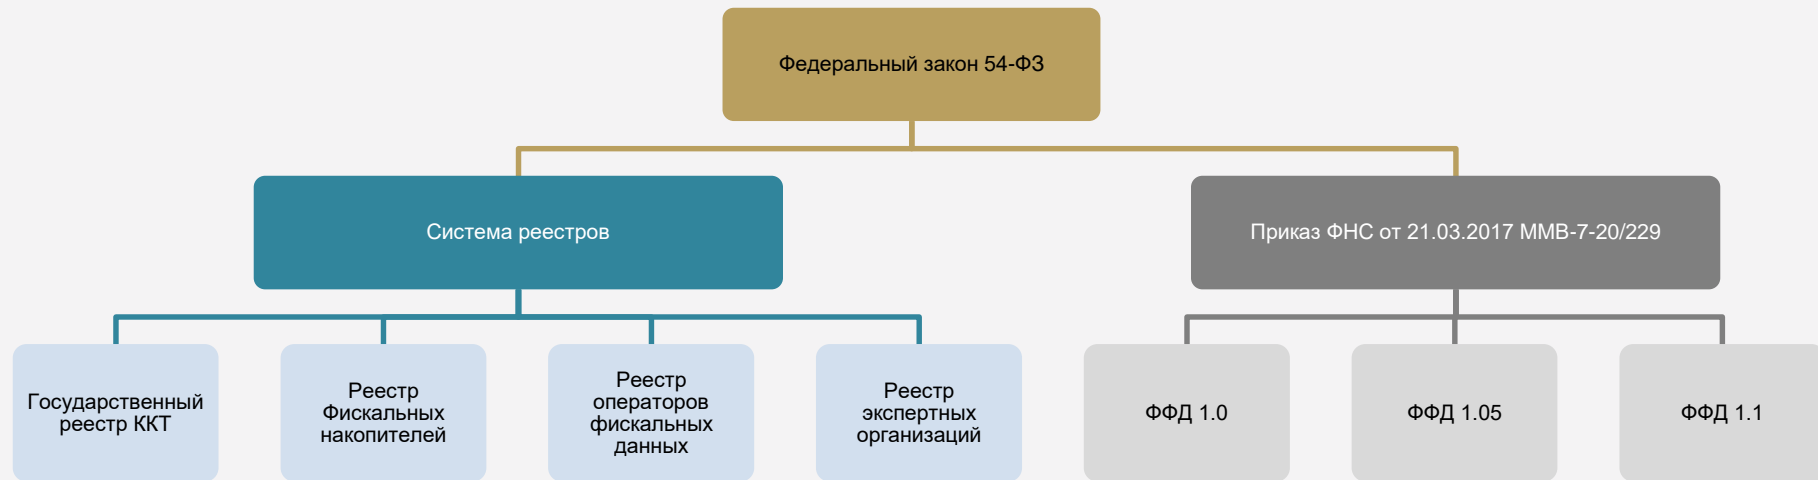 Федеральный закон 54-ФЗ
Система реестров
Приказ ФНС от 21.03.2017 ММВ-7-20/229
Государственный
реестр ККТ
Реестр
Фискальных
накопителей
Реестр
операторов
фискальных
данных
Реестр
экспертных
организаций
ФФД 1.0
ФФД 1.05
ФФД 1.1